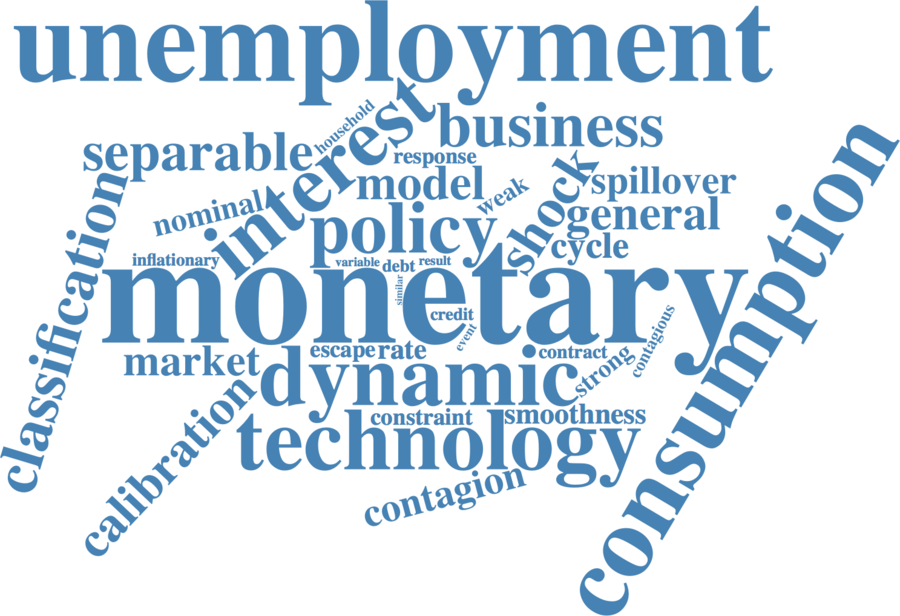 unemployment
household
interest
business
separable
response
model
weak
shock
spillover
classification
nominal
policy
general
cycle
inflationary
variable
debt
result
monetary
similar
credit
event
contagious
consumption
market
escape
rate
contract
strong
dynamic
calibration
constraint
smoothness
technology
contagion